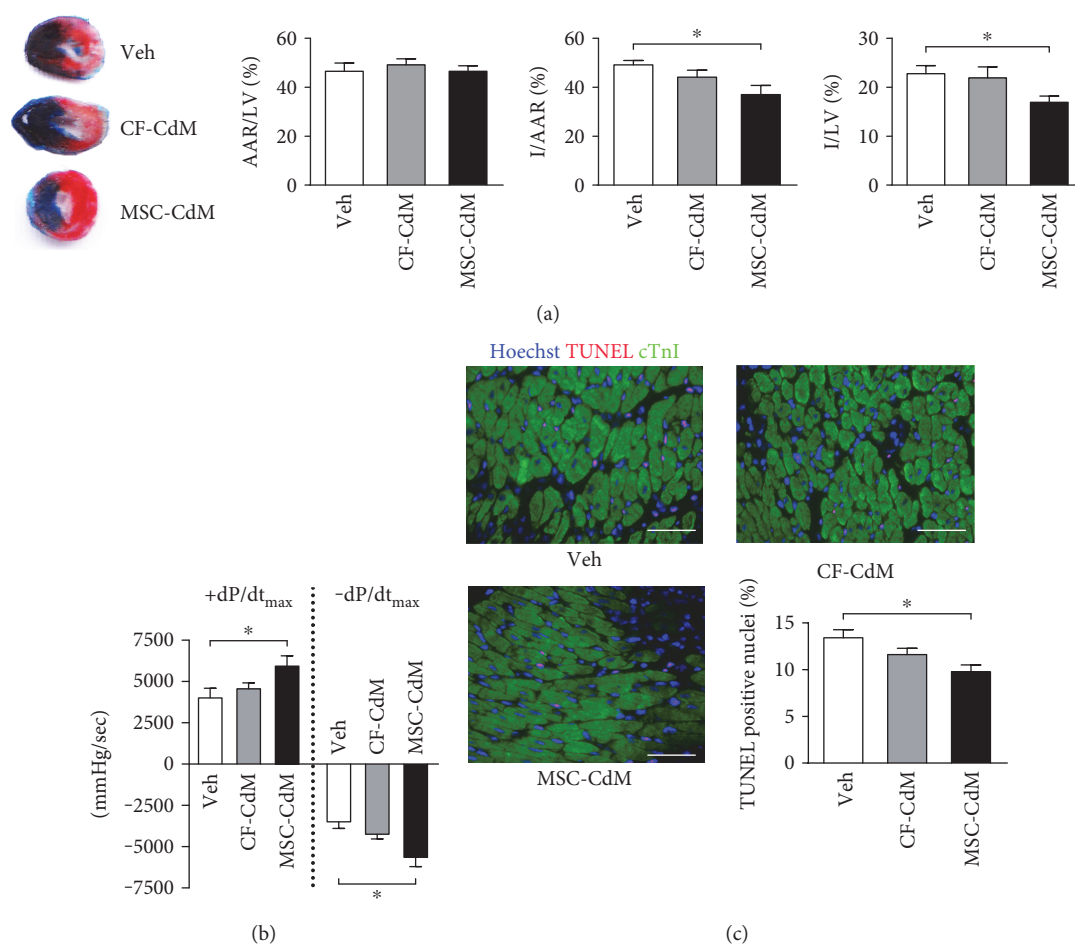 Veh
CF-CdM
MSC-CdM
AAR/LV (%)
60
40
20
0
Veh
CF-CdM
MSC-CdM
I/AAR (%)
60
40
20
0
*
Veh
CF-CdM
MSC-CdM
I/LV (%)
30
20
10
0
*
Veh
CF-CdM
MSC-CdM
(a)
+dP/dtmax
−dP/dtmax
(mmHg/sec)
7500
5000
2500
0
−2500
−5000
−7500
*
Veh
CF-CdM
MSC-CdM
Veh
CF-CdM
MSC-CdM
*
(b)
Hoechst TUNEL cTnI
Veh
CF-CdM
MSC-CdM
TUNEL positive nuclei (%)
15
10
5
0
*
Veh
CF-CdM
MSC-CdM
(c)